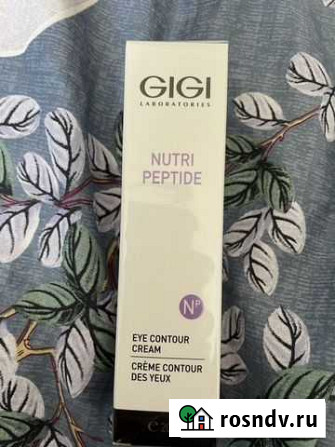 GIGI
LABORATORIES
NUTRI
PEPTIDE
NP
EYE CONTOUR
CREAM
CRÈME CONTOUR
DES YEUX
rosndv.ru